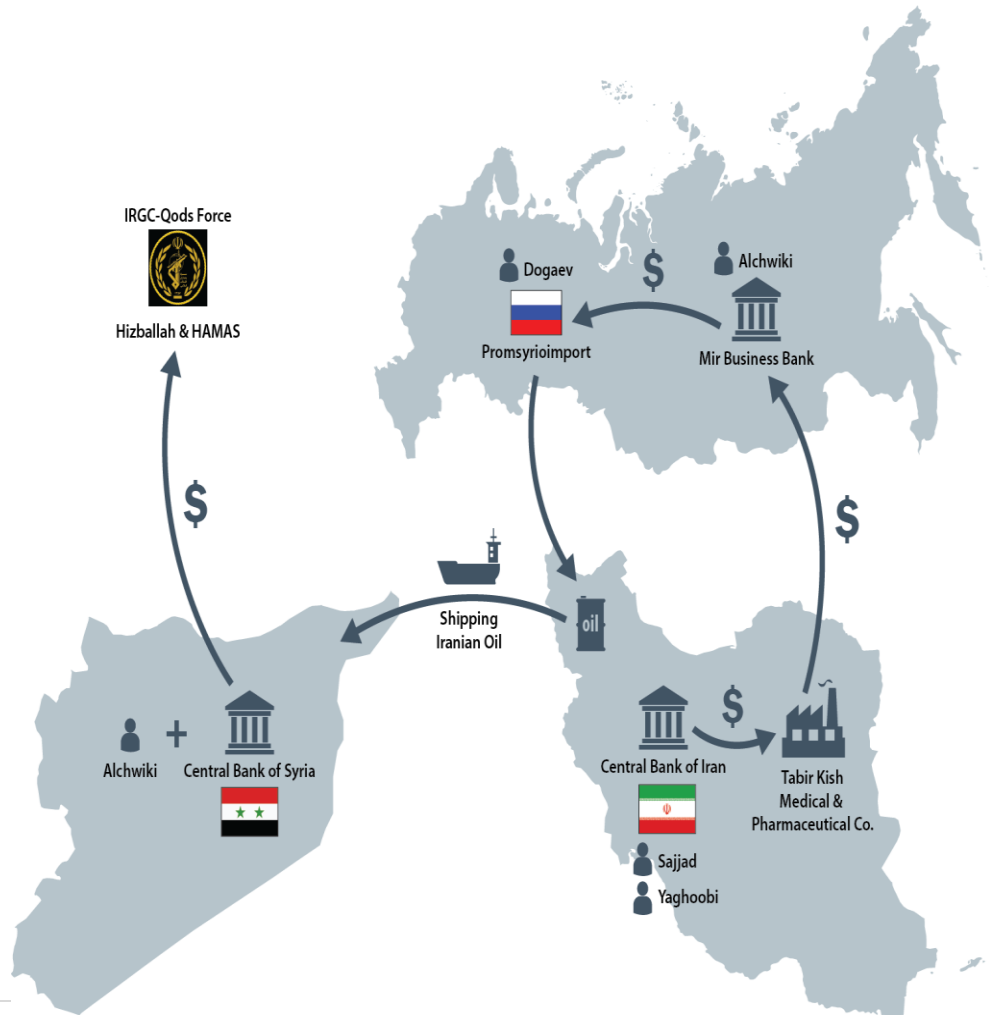 IRGC-Qods Force
Hizballah & HAMAS
$
Dogaev
Promsyrioimport
$
Alchwiki
Mir Business Bank
$
Shipping
Iranian Oil
oil
Alchwiki
+
Central Bank of Syria
Central Bank of Iran
$
Tabir Kish
Medical &
Pharmaceutical Co.
Sajjad
Yaghoobi